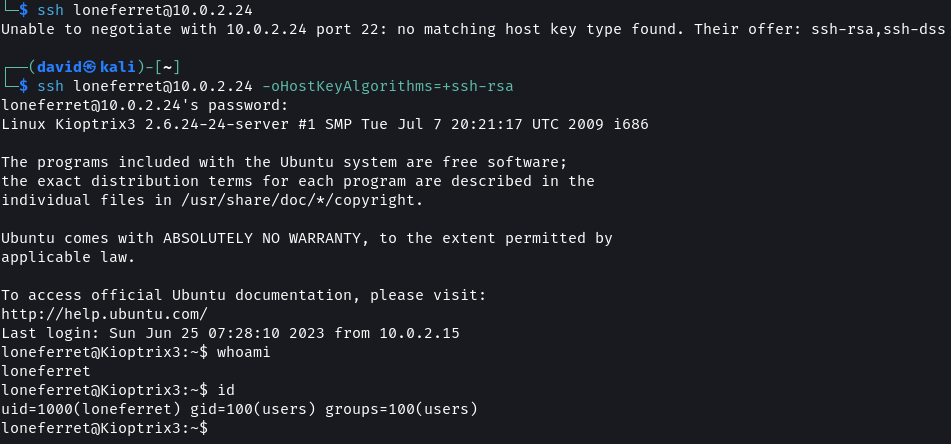 └─$ ssh loneferret@10.0.2.24
Unable to negotiate with 10.0.2.24 port 22: no matching host key type found. Their offer: ssh-rsa,ssh-dss
┌──(david㉿kali)-[~]
└─$ ssh loneferret@10.0.2.24 -oHostKeyAlgorithms=+ssh-rsa
loneferret@10.0.2.24's password:
Linux Kioptrix3 2.6.24-24-server #1 SMP Tue Jul 7 20:21:17 UTC 2009 i686
The programs included with the Ubuntu system are free software;
the exact distribution terms for each program are described in the
individual files in /usr/share/doc/*/copyright.
Ubuntu comes with ABSOLUTELY NO WARRANTY, to the extent permitted by
applicable law.
To access official Ubuntu documentation, please visit:
http://help.ubuntu.com/
Last login: Sun Jun 25 07:28:10 2023 from 10.0.2.15
loneferret@Kioptrix3:~$ whoami
loneferret
loneferret@Kioptrix3:~$ id
uid=1000(loneferret) gid=100(users) groups=100(users)
loneferret@Kioptrix3:~$